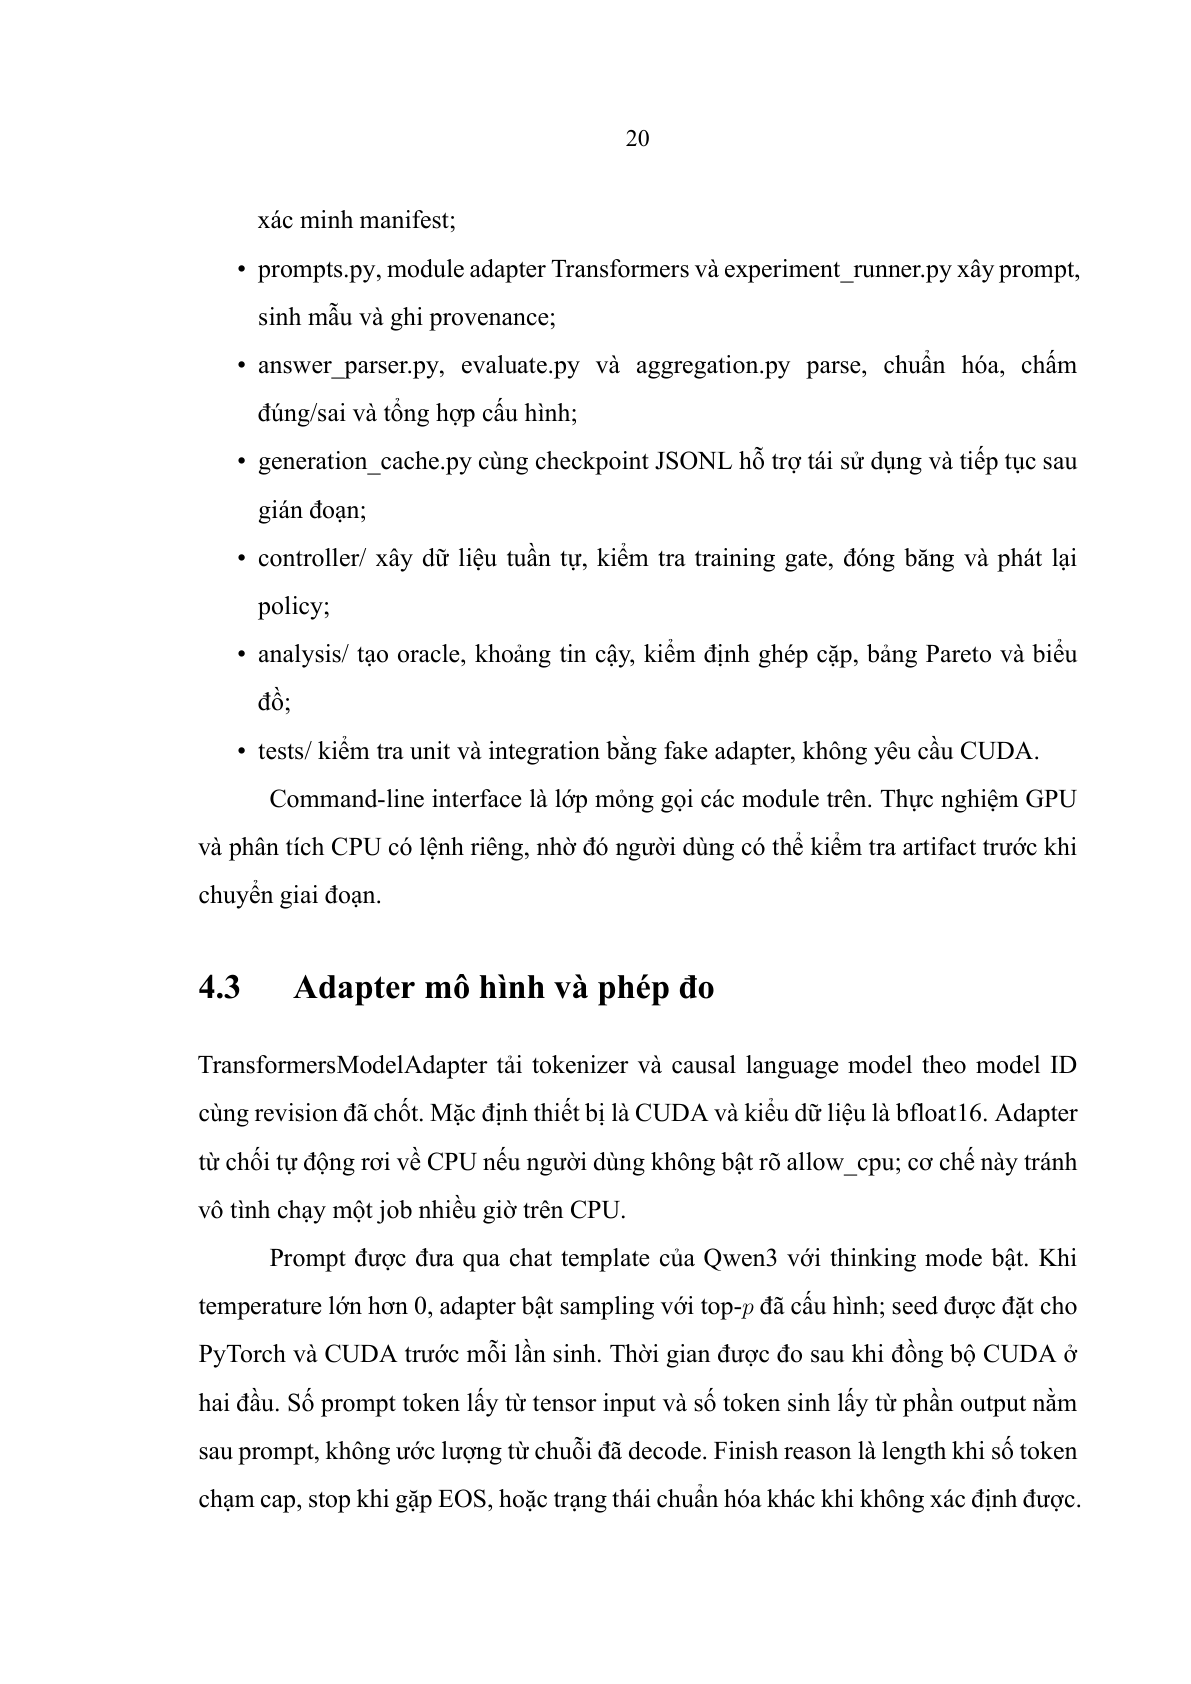 20
xác minh manifest;
• prompts.py, module adapter Transformers và experiment_runner.py xây prompt,
sinh mẫu và ghi provenance;
• answer_parser.py, evaluate.py và aggregation.py parse, chuẩn hóa, chấm
đúng/sai và tổng hợp cấu hình;
• generation_cache.py cùng checkpoint JSONL hỗ trợ tái sử dụng và tiếp tục sau
gián đoạn;
• controller/ xây dữ liệu tuần tự, kiểm tra training gate, đóng băng và phát lại
policy;
• analysis/ tạo oracle, khoảng tin cậy, kiểm định ghép cặp, bảng Pareto và biểu
đồ;
• tests/ kiểm tra unit và integration bằng fake adapter, không yêu cầu CUDA.
Command-line interface là lớp mỏng gọi các module trên. Thực nghiệm GPU
và phân tích CPU có lệnh riêng, nhờ đó người dùng có thể kiểm tra artifact trước khi
chuyển giai đoạn.
4.3 Adapter mô hình và phép đo
TransformersModelAdapter tải tokenizer và causal language model theo model ID
cùng revision đã chốt. Mặc định thiết bị là CUDA và kiểu dữ liệu là bfloat16. Adapter
từ chối tự động rơi về CPU nếu người dùng không bật rõ allow_cpu; cơ chế này tránh
vô tình chạy một job nhiều giờ trên CPU.
Prompt được đưa qua chat template của Qwen3 với thinking mode bật. Khi
temperature lớn hơn 0, adapter bật sampling với top-p đã cấu hình; seed được đặt cho
PyTorch và CUDA trước mỗi lần sinh. Thời gian được đo sau khi đồng bộ CUDA ở
hai đầu. Số prompt token lấy từ tensor input và số token sinh lấy từ phần output nằm
sau prompt, không ước lượng từ chuỗi đã decode. Finish reason là length khi số token
chạm cap, stop khi gặp EOS, hoặc trạng thái chuẩn hóa khác khi không xác định được.